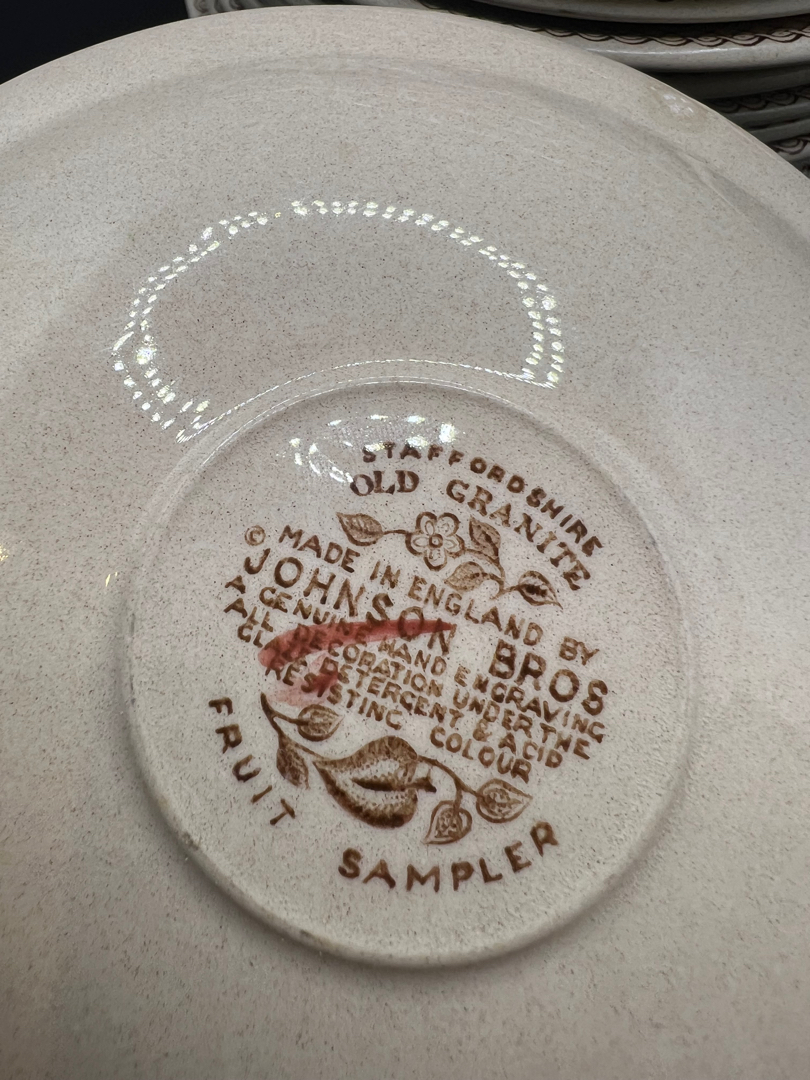 STAFFORDSHIRE
OLD GRANITE
© MADE IN ENGLAND BY
JOHNSON BROS
A GENUINE HAND ENGRAVING
ALL DECORATION UNDER THE
GLAZE DETERGENT & ACID
RESISTING COLOUR
FRUIT SAMPLER